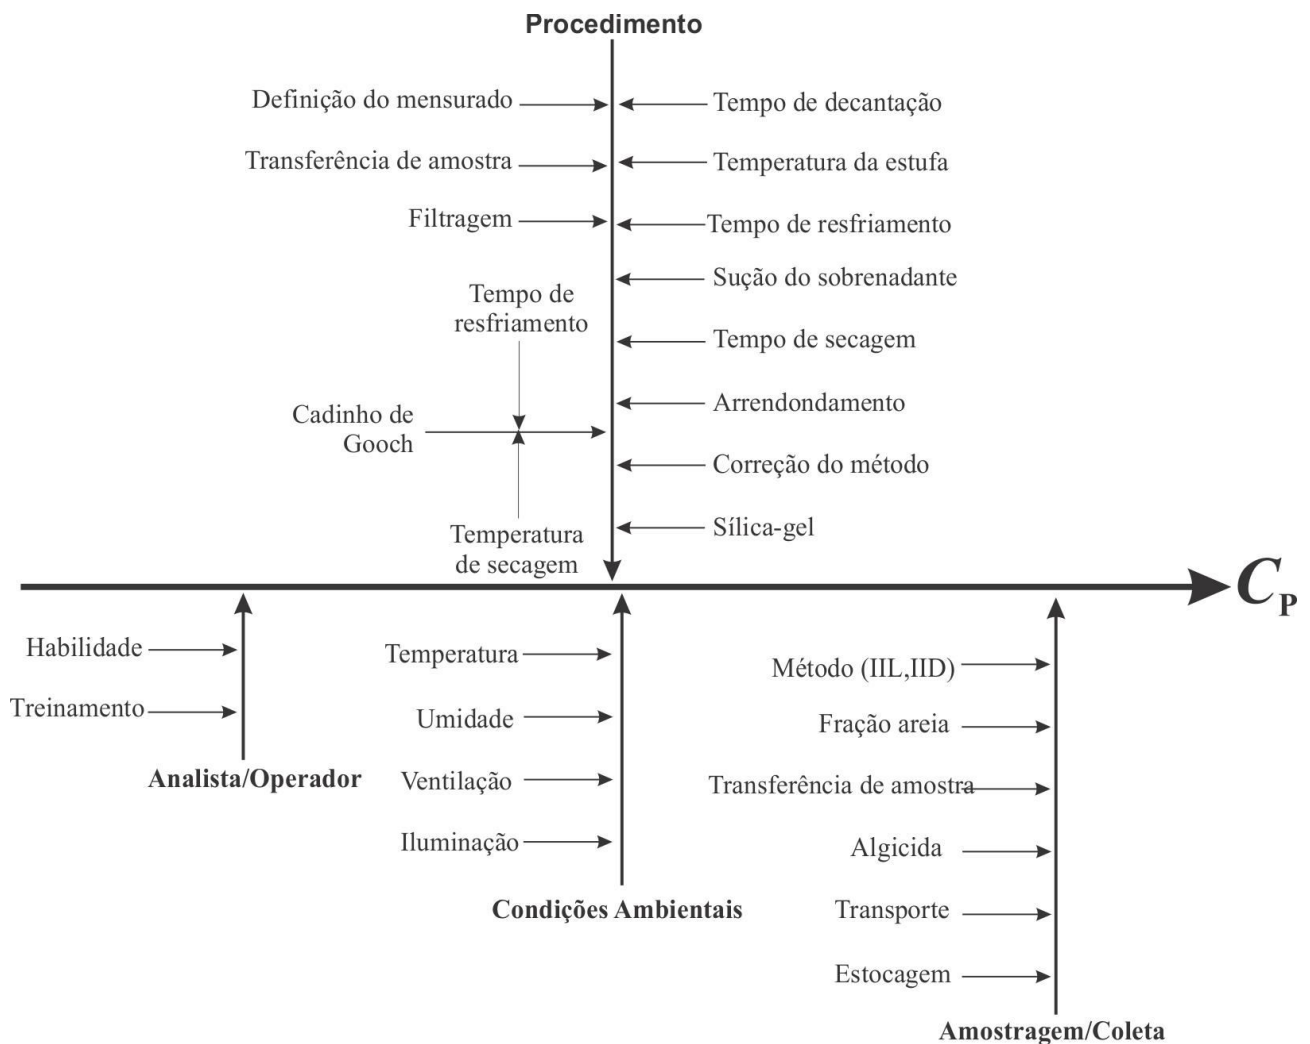 Procedimento
Definição do mensurado
Tempo de decantação
Transferência de amostra
Temperatura da estufa
Filtragem
Tempo de resfriamento
Sução do sobrenadante
Tempo de
resfriamento
Tempo de secagem
Cadinho de
Gooch
Arrendondamento
Correção do método
Temperatura
de secagem
Sílica-gel
CP
Habilidade
Treinamento
Analista/Operador
Temperatura
Umidade
Ventilação
Iluminação
Condições Ambientais
Método (IIL,IID)
Fração areia
Transferência de amostra
Algicida
Transporte
Estocagem
Amostragem/Coleta